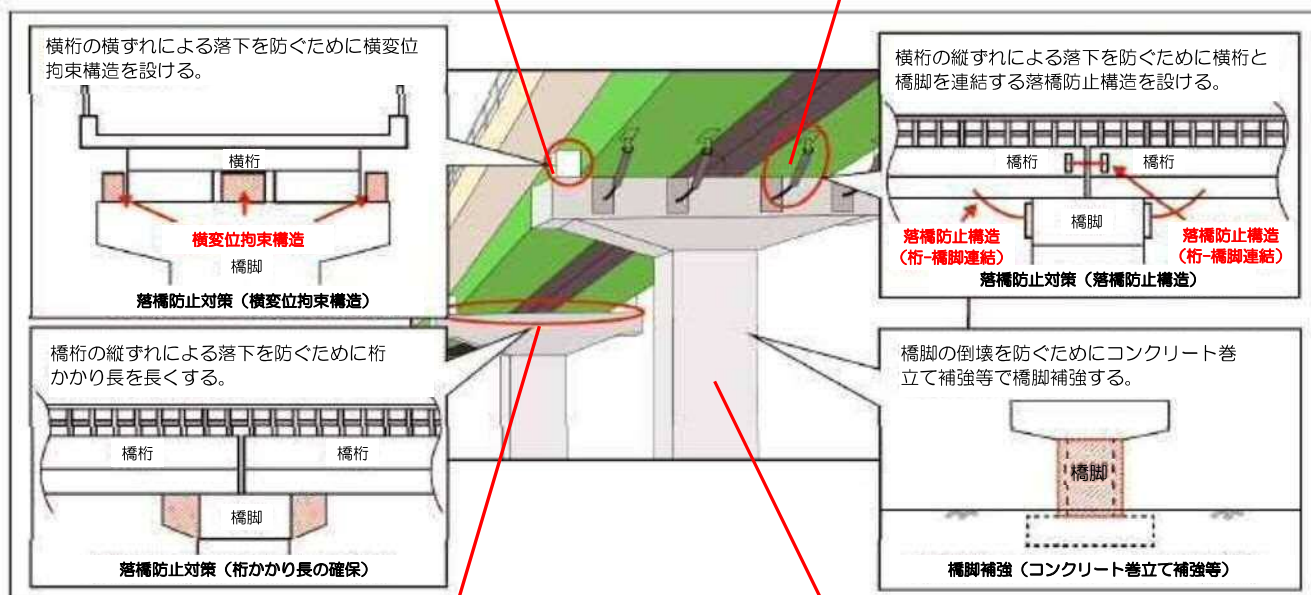 横桁の横ずれによる落下を防ぐために横変位
拘束構造を設ける。
横桁
横変位拘束構造
橋脚
落橋防止対策（横変位拘束構造）
横桁の縦ずれによる落下を防ぐために横桁と
橋脚を連結する落橋防止構造を設ける。
橋桁 橋桁
橋脚
落橋防止構造
（桁-橋脚連結）
落橋防止構造
（桁-橋脚連結）
落橋防止対策（落橋防止構造）
橋桁の縦ずれによる落下を防ぐために桁
かかり長を長くする。
橋桁 橋桁
橋脚
落橋防止対策（桁かかり長の確保）
橋脚の倒壊を防ぐためにコンクリート巻
立て補強等で橋脚補強する。
橋脚
橋脚補強（コンクリート巻立て補強等）